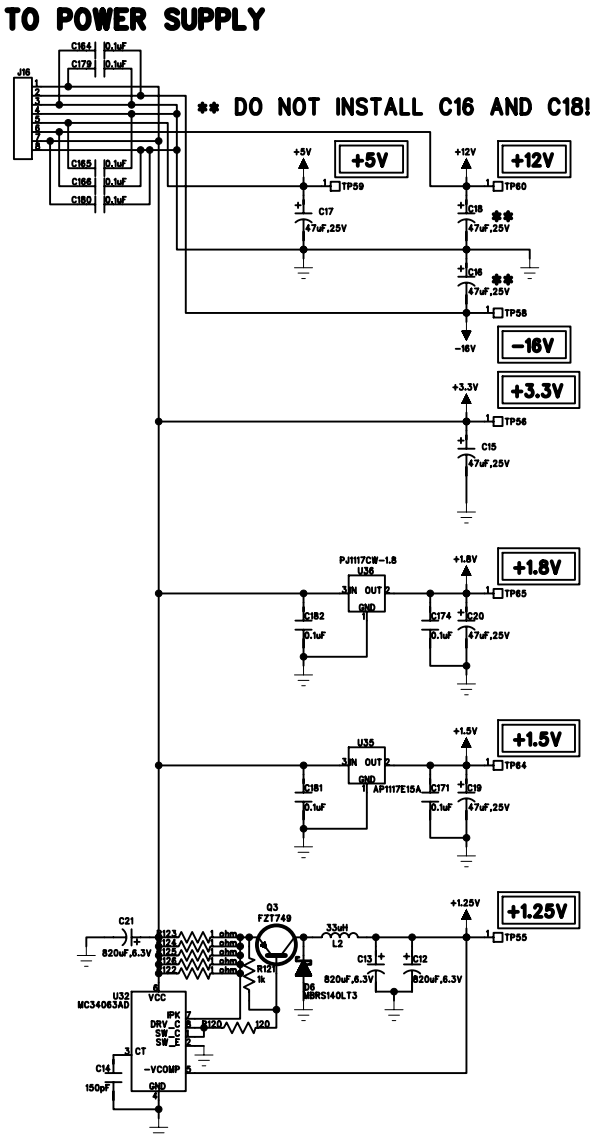 TO POWER SUPPLY
C164 0.1uF
C179 0.1uF
J16
1
2
3
4
5
6
7
8
** DO NOT INSTALL C16 AND C18!
C165 0.1uF
C166 0.1uF
C180 0.1uF
+5V
+5V
1 TP59
+ C17
47uF,25V
+12V
+12V
1 TP60
+ C18 **
47uF,25V
+ C16 **
47uF,25V
1 TP58
-16V
-16V
+3.3V
+3.3V
1 TP56
+ C15
47uF,25V
PJ1117CW-1.8
U36
3 IN OUT 2
GND
1
C182
0.1uF
C174
0.1uF
+1.8V
+1.8V
1 TP65
+ C20
47uF,25V
U35
3 IN OUT 2
GND
1
AP1117E15A
C181
0.1uF
C171
0.1uF
+1.5V
+1.5V
1 TP64
+ C19
47uF,25V
C21
+
820uF,6.3V
R123 1 ohm
R124 1 ohm
R125 1 ohm
R126 1 ohm
R122 1 ohm
Q3
FZT749
R121
1k
33uH
L2
D6
MBRS140LT3
C13 +
820uF,6.3V
+ C12
820uF,6.3V
+1.25V
+1.25V
1 TP55
U32
MC34063AD
6
VCC
IPK 7
DRV_C 8
SW_C 1
SW_E 2
R120 120
3 CT
C14
150pF
-VCOMP 5
GND
4